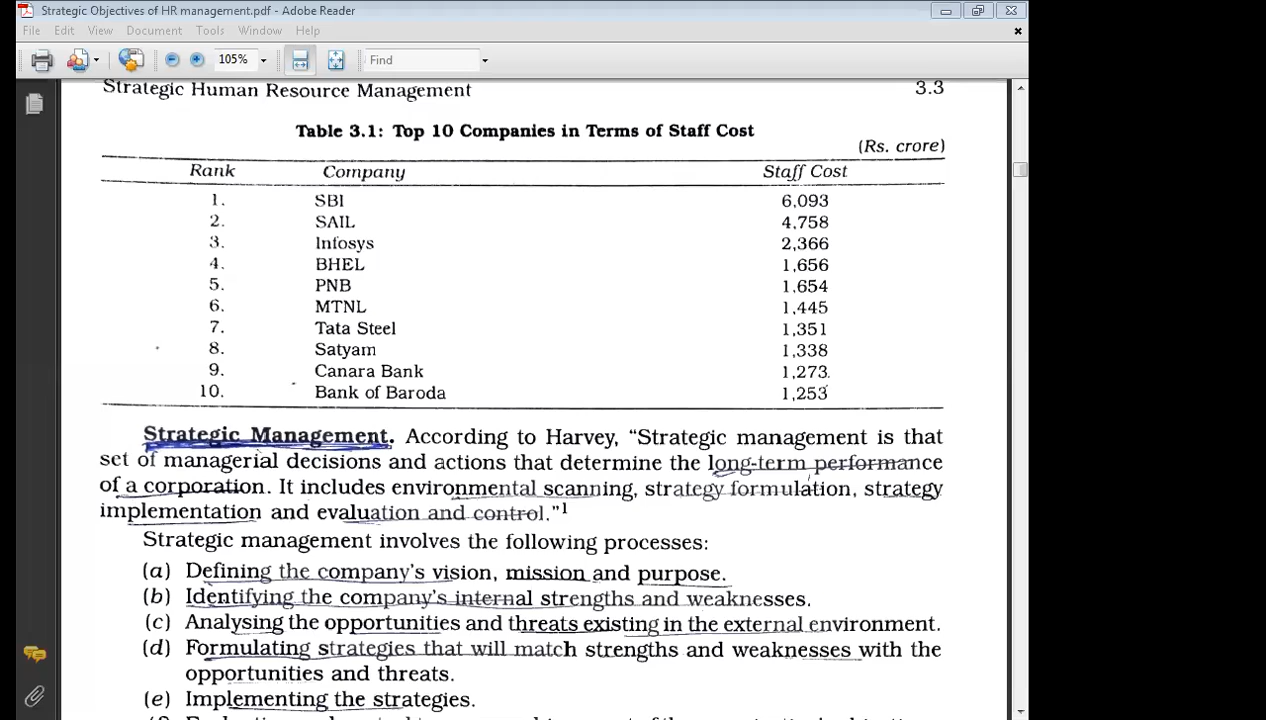 Strategic Objectives of HR management.pdf - Adobe Reader
File Edit View Document Tools Window Help
105% Find
Strategic Human Resource Management 3.3
Table 3.1: Top 10 Companies in Terms of Staff Cost
(Rs. crore)
Rank Company Staff Cost
1. SBI 6,093
2. SAIL 4,758
3. Infosys 2,366
4. BHEL 1,656
5. PNB 1,654
6. MTNL 1,445
7. Tata Steel 1,351
8. Satyam 1,338
9. Canara Bank 1,273
10. Bank of Baroda 1,253
Strategic Management. According to Harvey, “Strategic management is that
set of managerial decisions and actions that determine the long-term performance
of a corporation. It includes environmental scanning, strategy formulation, strategy
implementation and evaluation and control.”1
Strategic management involves the following processes:
(a) Defining the company's vision, mission and purpose.
(b) Identifying the company's internal strengths and weaknesses.
(c) Analysing the opportunities and threats existing in the external environment.
(d) Formulating strategies that will match strengths and weaknesses with the
opportunities and threats.
(e) Implementing the strategies.